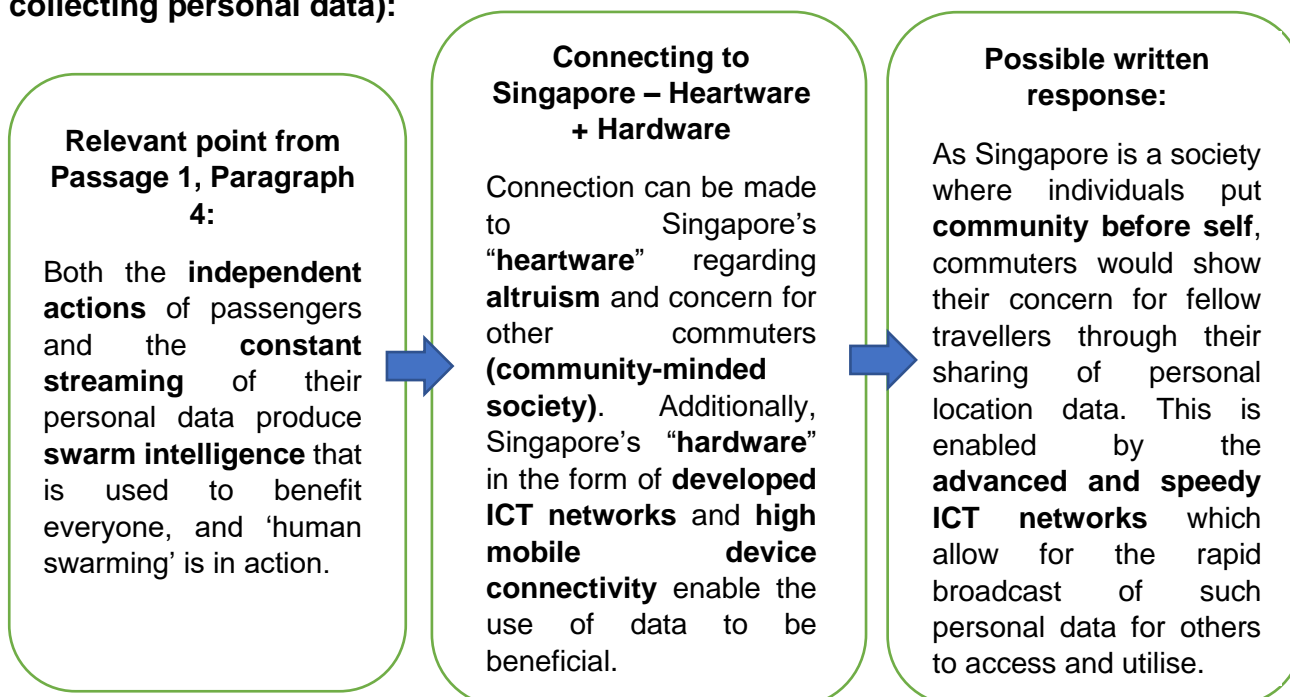 collecting personal data):
Relevant point from
Passage 1, Paragraph
4:
Both the independent
actions of passengers
and the constant
streaming of their
personal data produce
swarm intelligence that
is used to benefit
everyone, and ‘human
swarming’ is in action.
Connecting to
Singapore – Heartware
+ Hardware
Connection can be made
to Singapore’s
“heartware” regarding
altruism and concern for
other commuters
(community-minded
society). Additionally,
Singapore’s “hardware”
in the form of developed
ICT networks and high
mobile device
connectivity enable the
use of data to be
beneficial.
Possible written
response:
As Singapore is a society
where individuals put
community before self,
commuters would show
their concern for fellow
travellers through their
sharing of personal
location data. This is
enabled by the
advanced and speedy
ICT networks which
allow for the rapid
broadcast of such
personal data for others
to access and utilise.